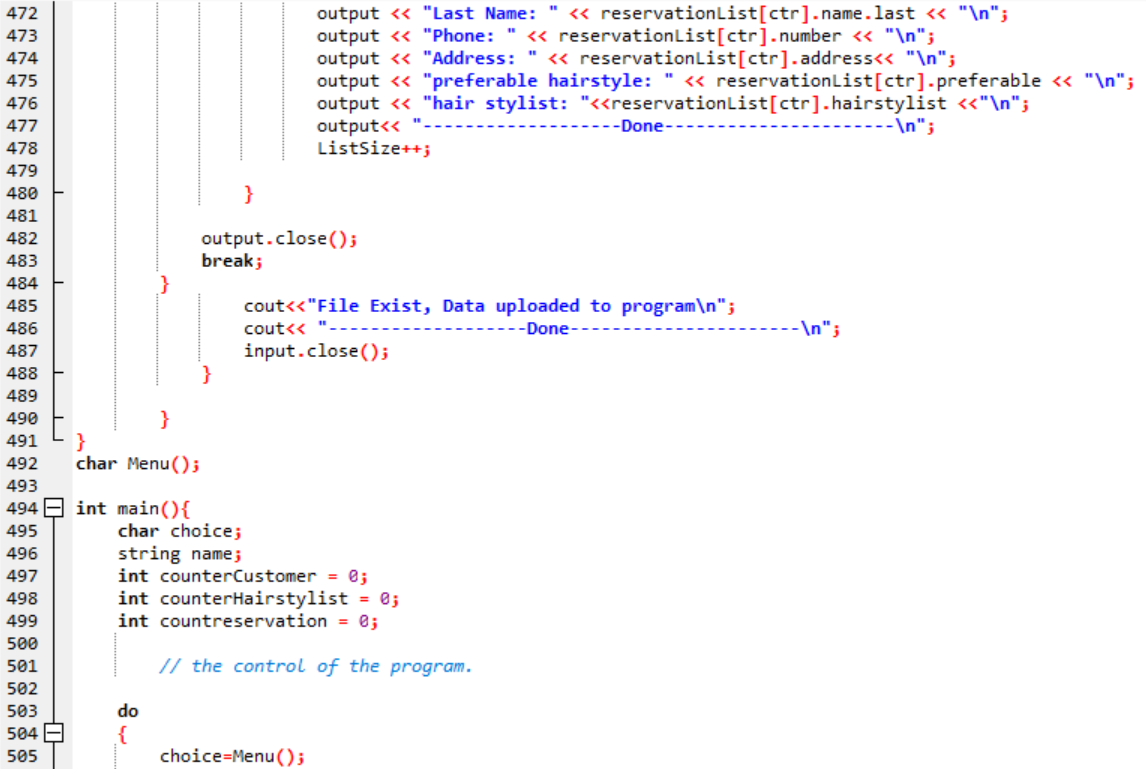 472 output << "Last Name: " << reservationList[ctr].name.last << "\n";
473 output << "Phone: " << reservationList[ctr].number << "\n";
474 output << "Address: " << reservationList[ctr].address<< "\n";
475 output << "preferable hairstyle: " << reservationList[ctr].preferable << "\n";
476 output << "hair stylist: "<<reservationList[ctr].hairstylist <<"\n";
477 output<< "-------------------Done----------------------\n";
478 ListSize++;
479
480 }
481
482 output.close();
483 break;
484 }
485 cout<<"File Exist, Data uploaded to program\n";
486 cout<< "-------------------Done----------------------\n";
487 input.close();
488 }
489
490 }
491 }
492 char Menu();
493
494 int main(){
495 char choice;
496 string name;
497 int counterCustomer = 0;
498 int counterHairstylist = 0;
499 int countreservation = 0;
500
501 // the control of the program.
502
503 do
504 {
505 choice=Menu();